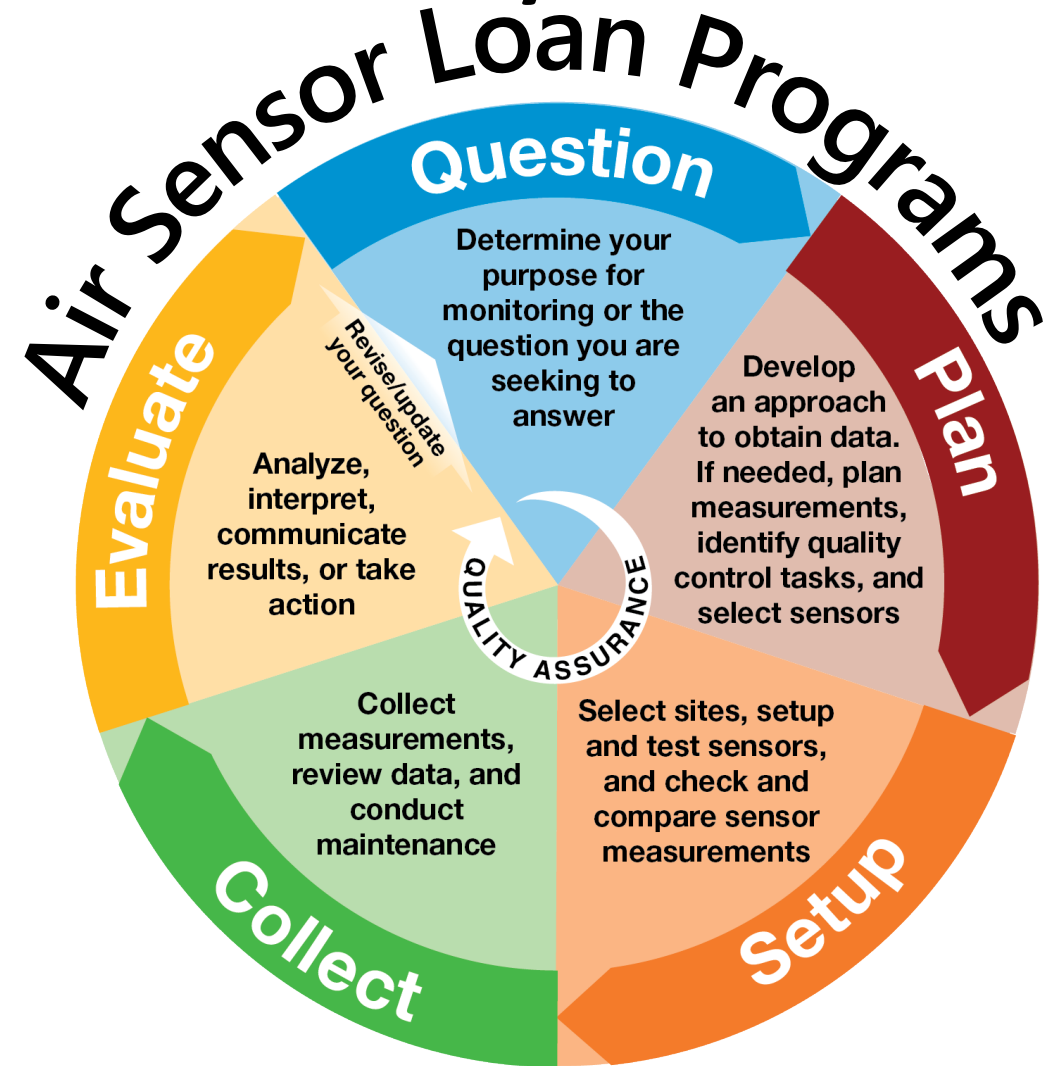 Air Sensor Loan Programs
Question
Determine your
purpose for
monitoring or the
question you are
seeking to
answer
Plan
Develop
an approach
to obtain data.
If needed, plan
measurements,
identify quality
control tasks, and
select sensors
Setup
Select sites, setup
and test sensors,
and check and
compare sensor
measurements
Collect
Collect
measurements,
review data, and
conduct
maintenance
Evaluate
Analyze,
interpret,
communicate
results, or take
action
Revise/update
your question
QUALITY ASSURANCE